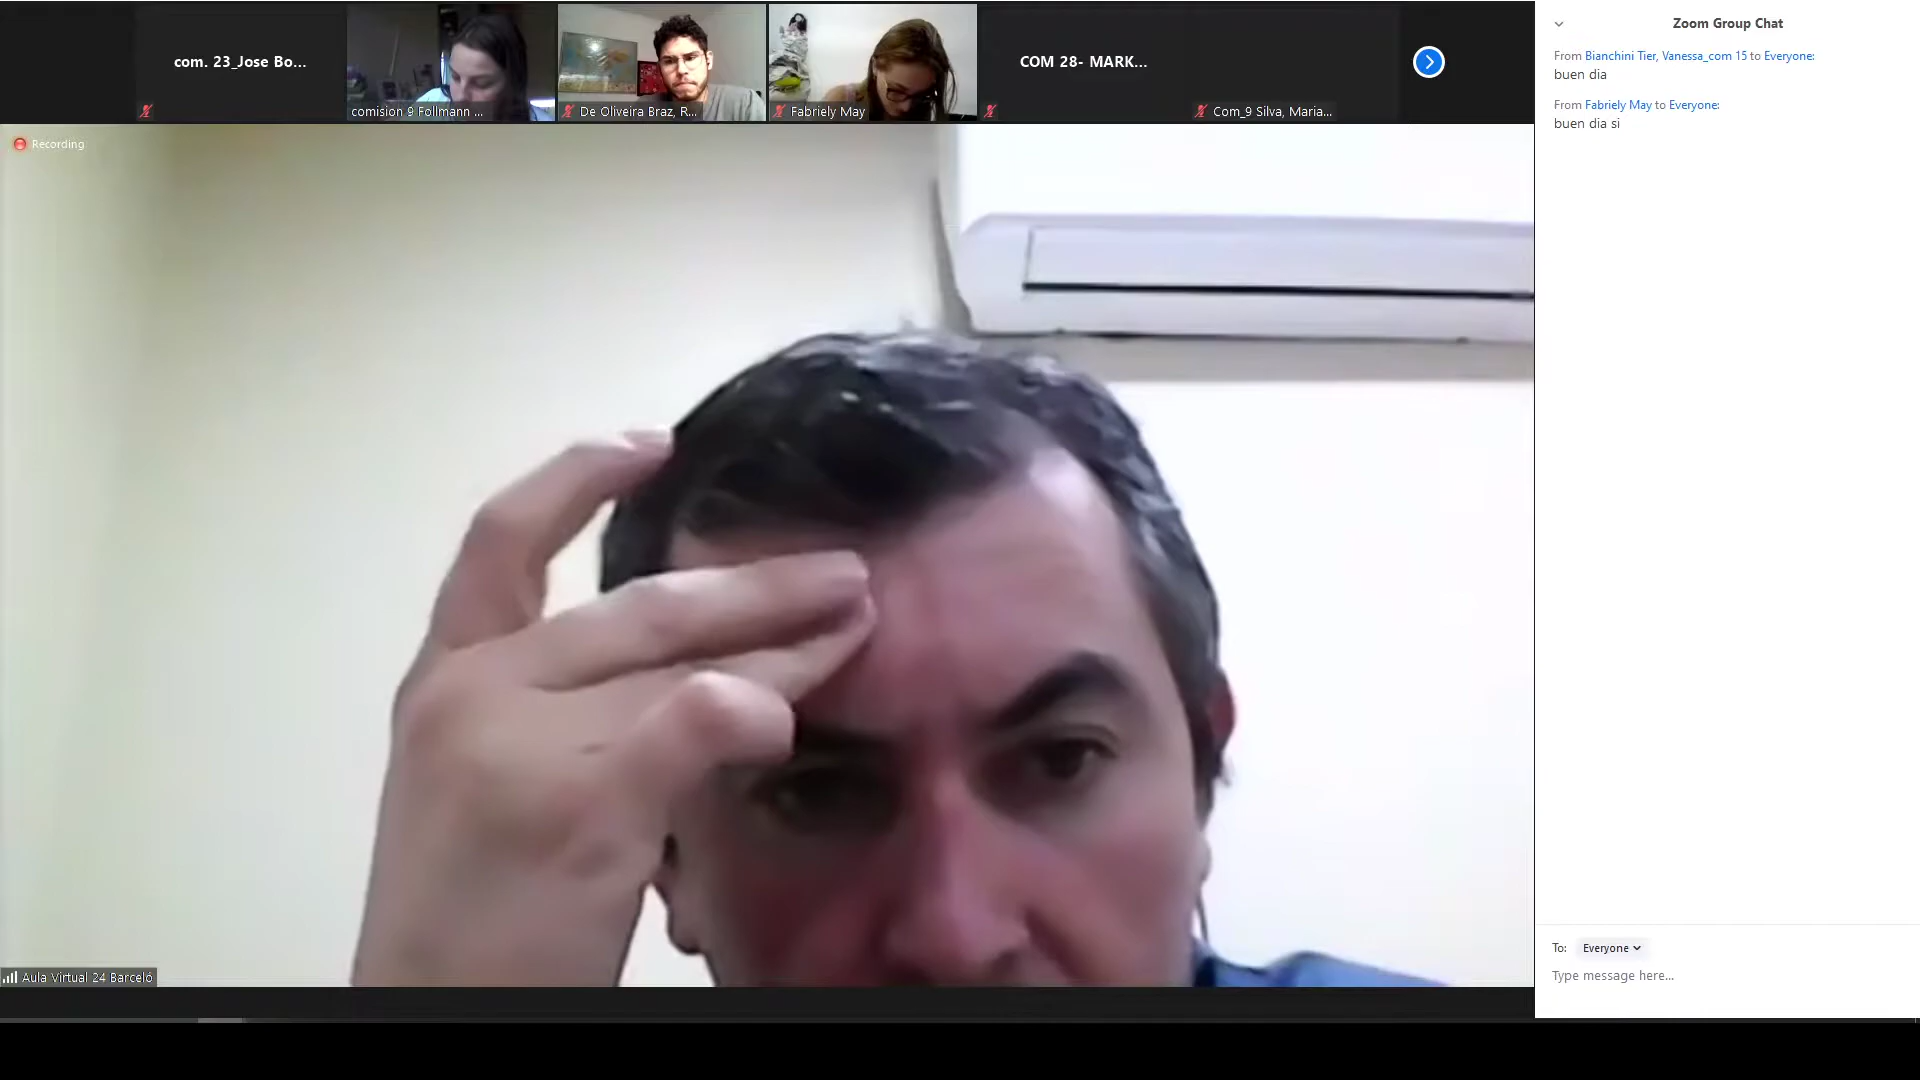 com. 23_Jose Bo...
comision 9 Follmann ...
De Oliveira Braz, R...
Fabriely May
COM 28- MARK...
Com_9 Silva, Maria...
Recording
Aula Virtual 24 Barceló
Zoom Group Chat
From Bianchini Tier, Vanessa_com 15 to Everyone:
buen dia
From Fabriely May to Everyone:
buen dia si
To: Everyone
Type message here...